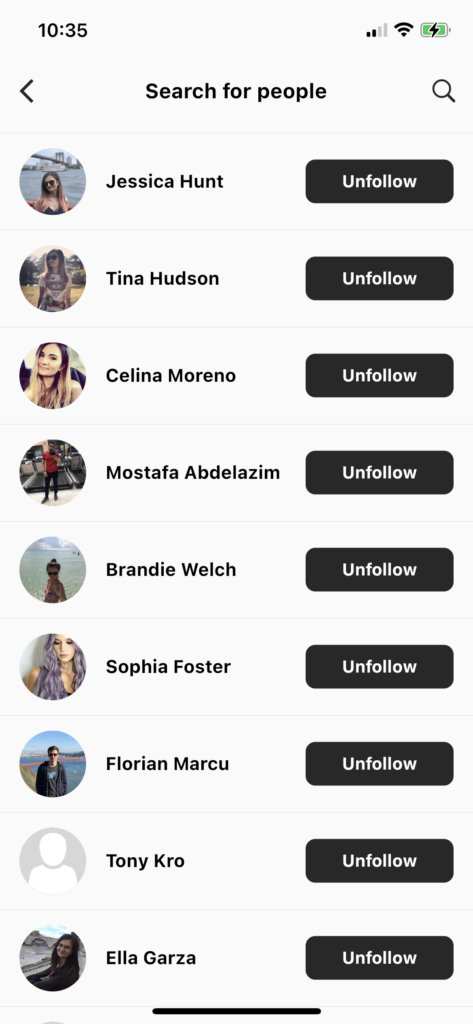 10:35
Search for people
Jessica Hunt
Unfollow
Tina Hudson
Unfollow
Celina Moreno
Unfollow
Mostafa Abdelazim
Unfollow
Brandie Welch
Unfollow
Sophia Foster
Unfollow
Florian Marcu
Unfollow
Tony Kro
Unfollow
Ella Garza
Unfollow